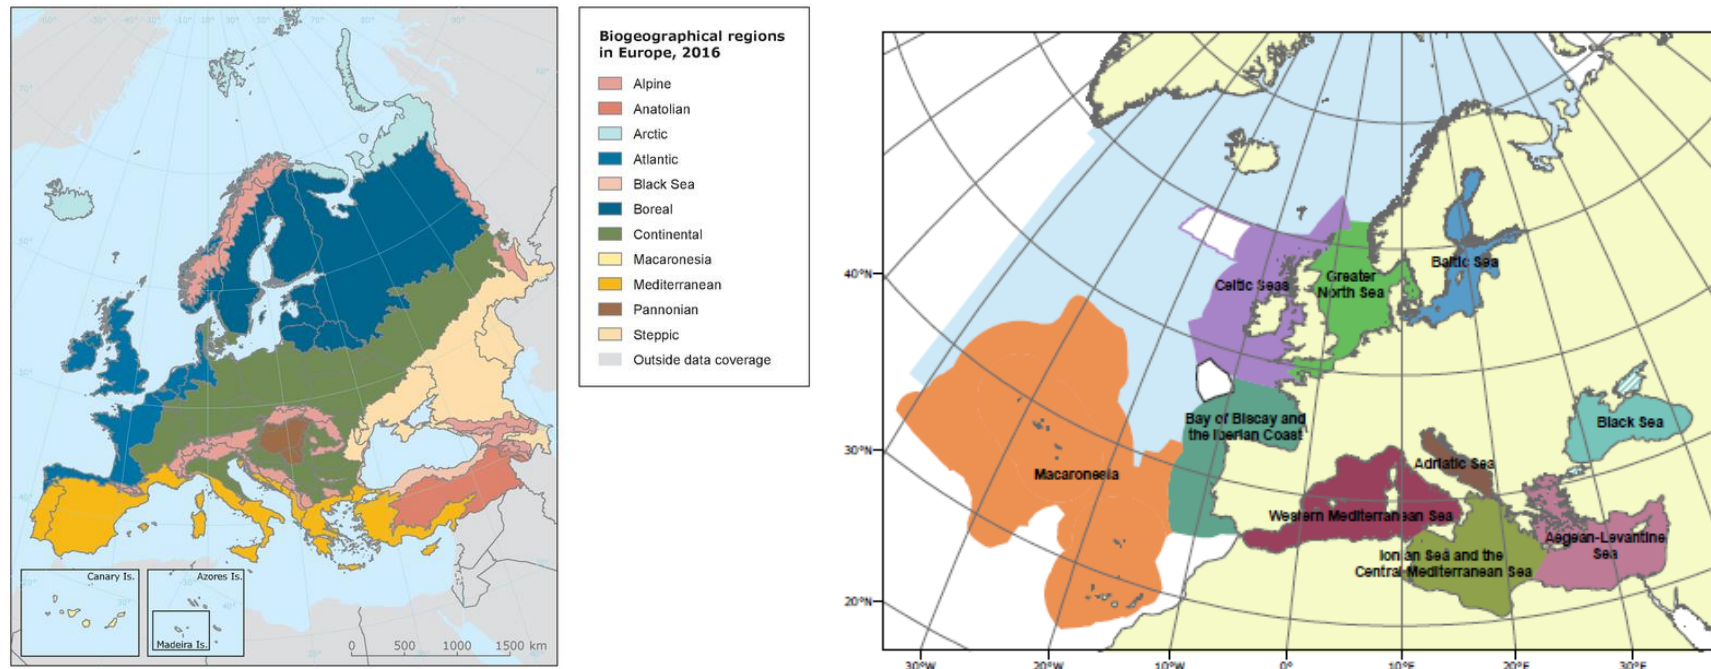 Biogeographical regions
in Europe, 2016
Alpine
Anatolian
Arctic
Atlantic
Black Sea
Boreal
Continental
Macaronesia
Mediterranean
Pannonian
Steppic
Outside data coverage
Canary Is.
Azores Is.
Madeira Is.
0 500 1000 1500 km
40°N
30°N
20°N
30°W 20°W 10°W 0° 10°E 20°E 30°E
Celtic Seas
Greater
North Sea
Baltic Sea
Bay of Biscay and
the Iberian Coast
Black Sea
Macaronesia
Adriatic Sea
Western Mediterranean Sea
Ionian Sea and the
Central Mediterranean Sea
Aegean-Levantine
Sea